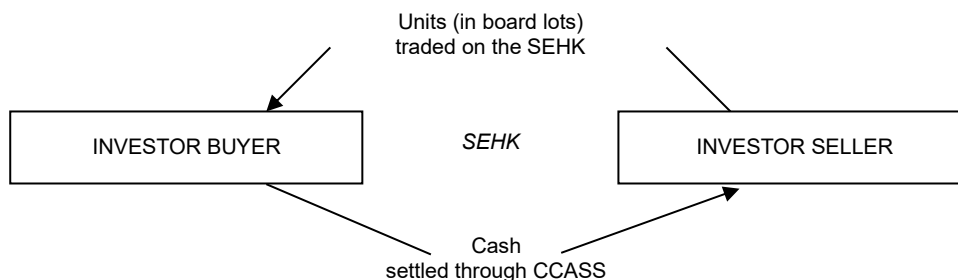 Units (in board lots)
traded on the SEHK
INVESTOR BUYER
SEHK
INVESTOR SELLER
Cash
settled through CCASS